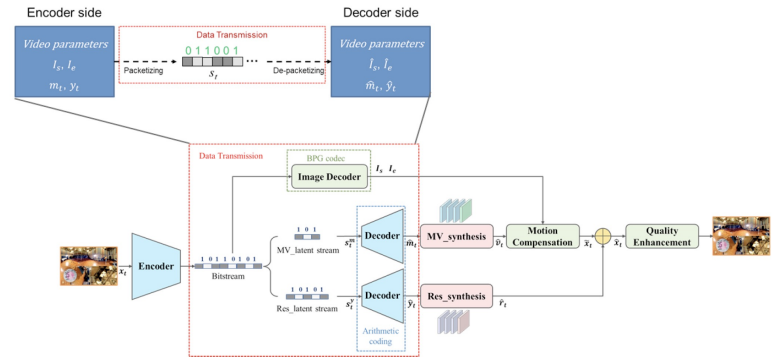 Encoder side
Decoder side
Data Transmission
Video parameters
I_s, I_e
m_t, y_t
0 1 1 0 0 1
Packetizing
S_t
...
De-packetizing
Video parameters
Î_s, Î_e
m̂_t, ŷ_t
Data Transmission
BPG codec
Image Decoder
I_s I_e
x_t
Encoder
1 0 1 1 0 1 0 1
Bitstream
1 0 1
MV_latent stream
s_t^m
Decoder
m̂_t
MV_synthesis
v̂_t
Motion
Compensation
x̄_t
x̃_t
Quality
Enhancement
1 0 1 0 1
Res_latent stream
s_t^y
Decoder
ŷ_t
Res_synthesis
r̂_t
Arithmetic
coding